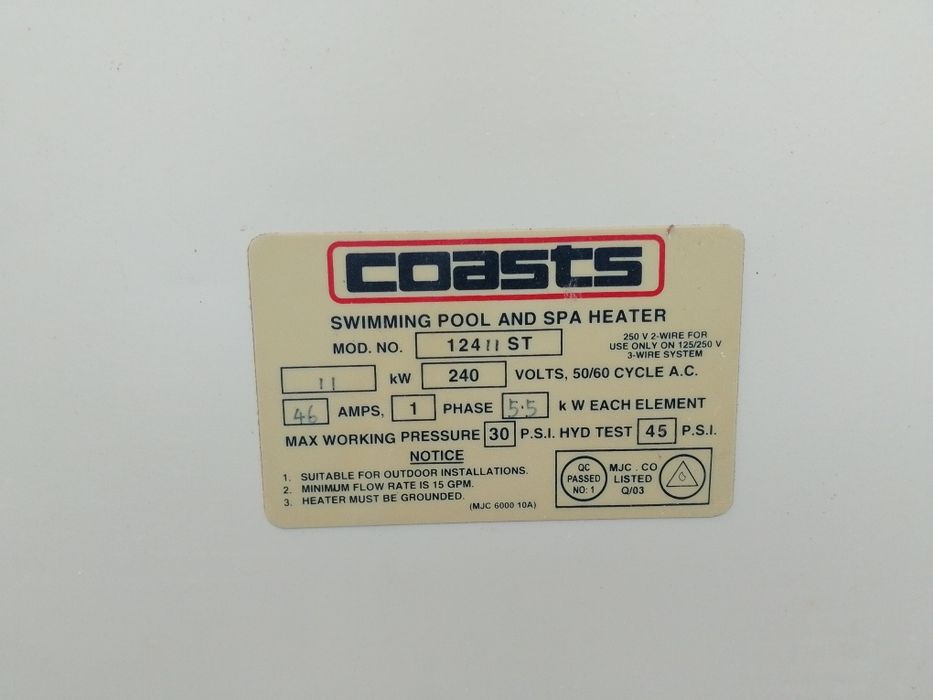 coasts
SWIMMING POOL AND SPA HEATER
MOD. NO. 12411 ST
250 V 2-WIRE FOR
USE ONLY ON 125/250 V
3-WIRE SYSTEM
11 kW 240 VOLTS, 50/60 CYCLE A.C.
46 AMPS, 1 PHASE 5.5 kW EACH ELEMENT
MAX WORKING PRESSURE 30 P.S.I. HYD TEST 45 P.S.I.
NOTICE
1. SUITABLE FOR OUTDOOR INSTALLATIONS.
2. MINIMUM FLOW RATE IS 15 GPM.
3. HEATER MUST BE GROUNDED.
(MJC 6000 10A)
QC
PASSED
NO: 1
MJC . CO
LISTED
Q/03